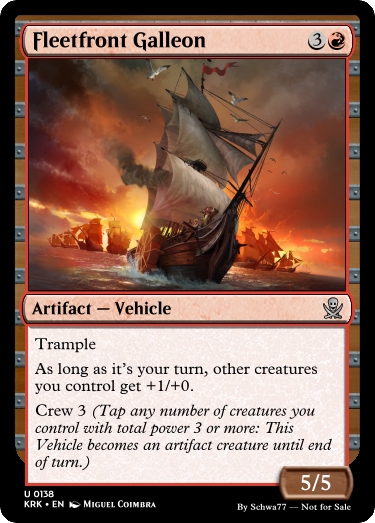 Fleetfront Galleon 3
Artifact — Vehicle
Trample
As long as it's your turn, other creatures
you control get +1/+0.
Crew 3 (Tap any number of creatures you
control with total power 3 or more: This
Vehicle becomes an artifact creature until end
of turn.)
5/5
U 0138
KRK • EN Miguel Coimbra
By Schwa77 — Not for Sale